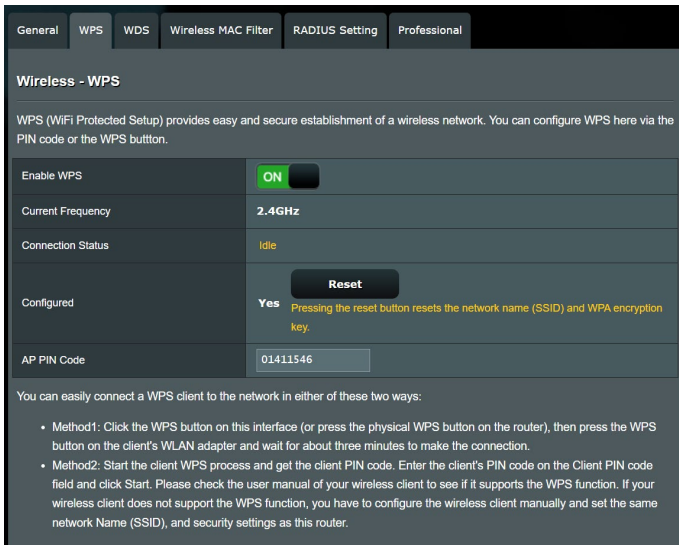 General WPS WDS Wireless MAC Filter RADIUS Setting Professional
Wireless - WPS
WPS (WiFi Protected Setup) provides easy and secure establishment of a wireless network. You can configure WPS here via the
PIN code or the WPS buttton.
Enable WPS ON
Current Frequency 2.4GHz
Connection Status Idle
Reset
Configured Yes Pressing the reset button resets the network name (SSID) and WPA encryption
key.
AP PIN Code 01411546
You can easily connect a WPS client to the network in either of these two ways:
• Method1: Click the WPS button on this interface (or press the physical WPS button on the router), then press the WPS
button on the client's WLAN adapter and wait for about three minutes to make the connection.
• Method2: Start the client WPS process and get the client PIN code. Enter the client's PIN code on the Client PIN code
field and click Start. Please check the user manual of your wireless client to see if it supports the WPS function. If your
wireless client does not support the WPS function, you have to configure the wireless client manually and set the same
network Name (SSID), and security settings as this router.